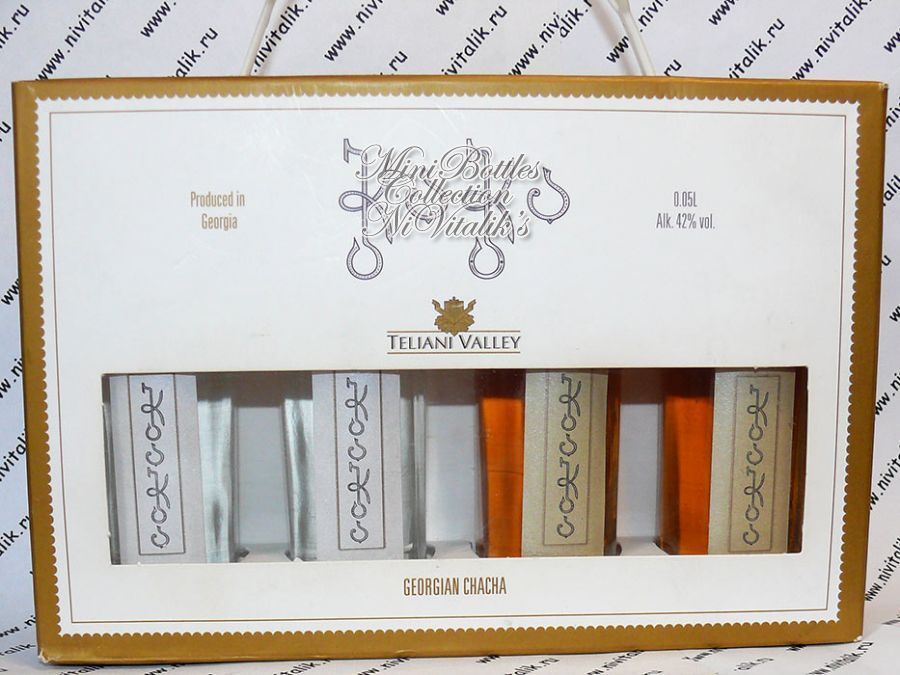 Mini Bottles
Collection
NiVitalik's
Produced in
Georgia
0.05L
Alk. 42% vol.
TELIANI VALLEY
GEORGIAN CHACHA
www.nivitalik.ru